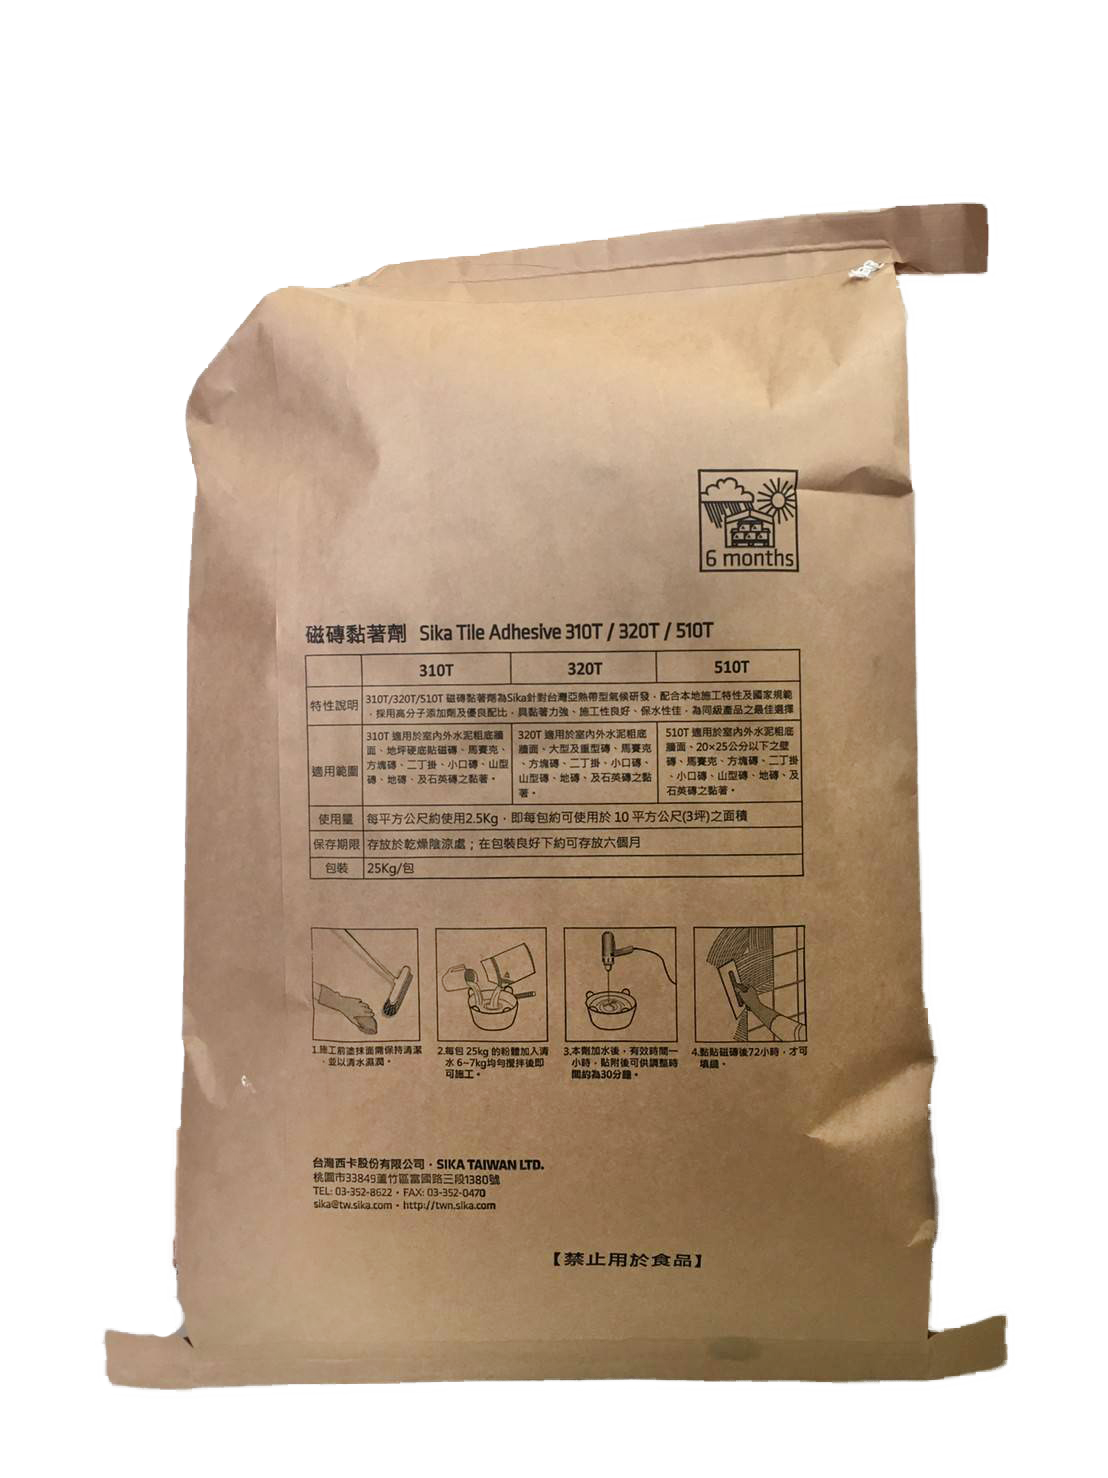 6 months
磁磚黏著劑 Sika Tile Adhesive 310T / 320T / 510T
310T 320T 510T
特性說明
310T/320T/510T 磁磚黏著劑為Sika針對台灣亞熱帶型氣候研發,配合本地施工特性及國家規範
,採用高分子添加劑及優良配比,具黏著力強、施工性良好、保水性佳,為同級產品之最佳選擇
適用範圍
310T 適用於室內外水泥粗底牆
面、地坪硬底貼磁磚、馬賽克、
方塊磚、二丁掛、小口磚、山型
磚、地磚、及石英磚之黏著。
320T 適用於室內外水泥粗底
牆面、大型及重型磚、馬賽克
、方塊磚、二丁掛、小口磚、
山型磚、地磚、及石英磚之黏
著。
510T 適用於室內外水泥粗底
牆面、20×25公分以下之壁
磚、馬賽克、方塊磚、二丁掛
、小口磚、山型磚、地磚、及
石英磚之黏著。
使用量 每平方公尺約使用2.5Kg,即每包約可使用於 10 平方公尺(3坪)之面積
保存期限 存放於乾燥陰涼處;在包裝良好下約可存放六個月
包裝 25Kg/包
1.施工前塗抹面需保持清潔
,並以清水濕潤。
2.每包 25kg 的粉體加入清
水 6~7kg均勻攪拌後即
可施工。
3.本劑加水後,有效時間一
小時,貼附後可供調整時
間約為30分鐘。
4.黏貼磁磚後72小時,才可
填縫。
台灣西卡股份有限公司・SIKA TAIWAN LTD.
桃園市33849蘆竹區富國路三段1380號
TEL: 03-352-8622・FAX: 03-352-0470
sika@tw.sika.com・http://twn.sika.com
【禁止用於食品】